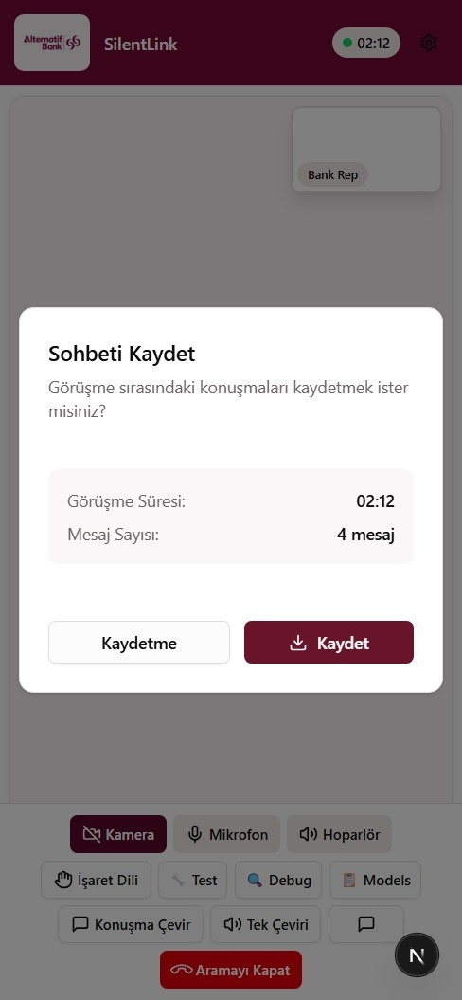 Alternatif
Bank
SilentLink
02:12
Bank Rep
Sohbeti Kaydet
Görüşme sırasındaki konuşmaları kaydetmek ister
misiniz?
Görüşme Süresi: 02:12
Mesaj Sayısı: 4 mesaj
Kaydetme Kaydet
Kamera Mikrofon Hoparlör
İşaret Dili Test Debug Models
Konuşma Çevir Tek Çeviri
N
Aramayı Kapat